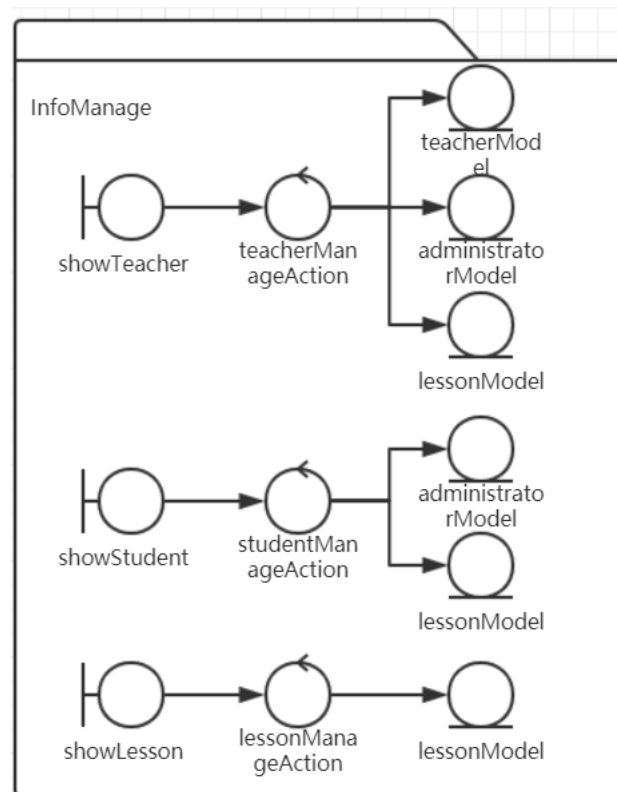 InfoManage
teacherMod
el
showTeacher
teacherMan
ageAction
administrato
rModel
lessonModel
administrato
rModel
showStudent
studentMan
ageAction
lessonModel
showLesson
lessonMana
geAction
lessonModel